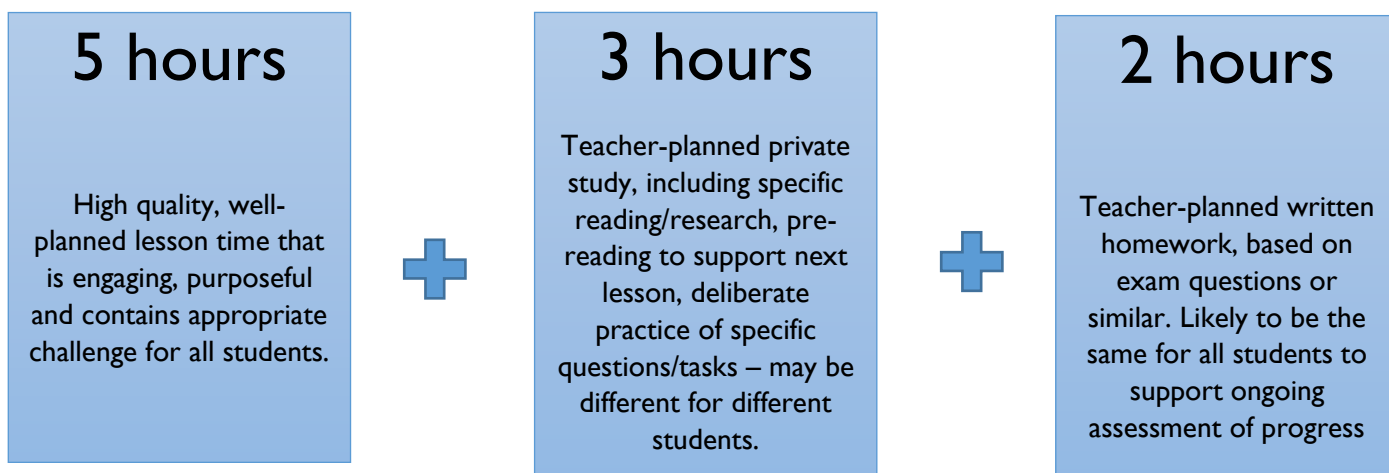 5 hours
High quality, well-
planned lesson time that
is engaging, purposeful
and contains appropriate
challenge for all students.
3 hours
Teacher-planned private
study, including specific
reading/research, pre-
reading to support next
lesson, deliberate
practice of specific
questions/tasks – may be
different for different
students.
2 hours
Teacher-planned written
homework, based on
exam questions or
similar. Likely to be the
same for all students to
support ongoing
assessment of progress